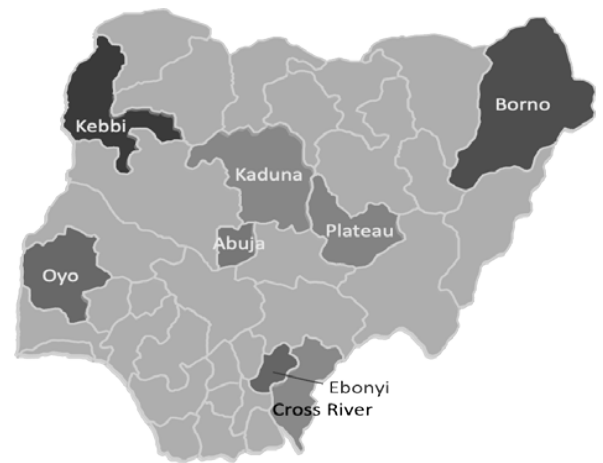 Borno
Kebbi
Kaduna
Plateau
Abuja
Oyo
Ebonyi
Cross River